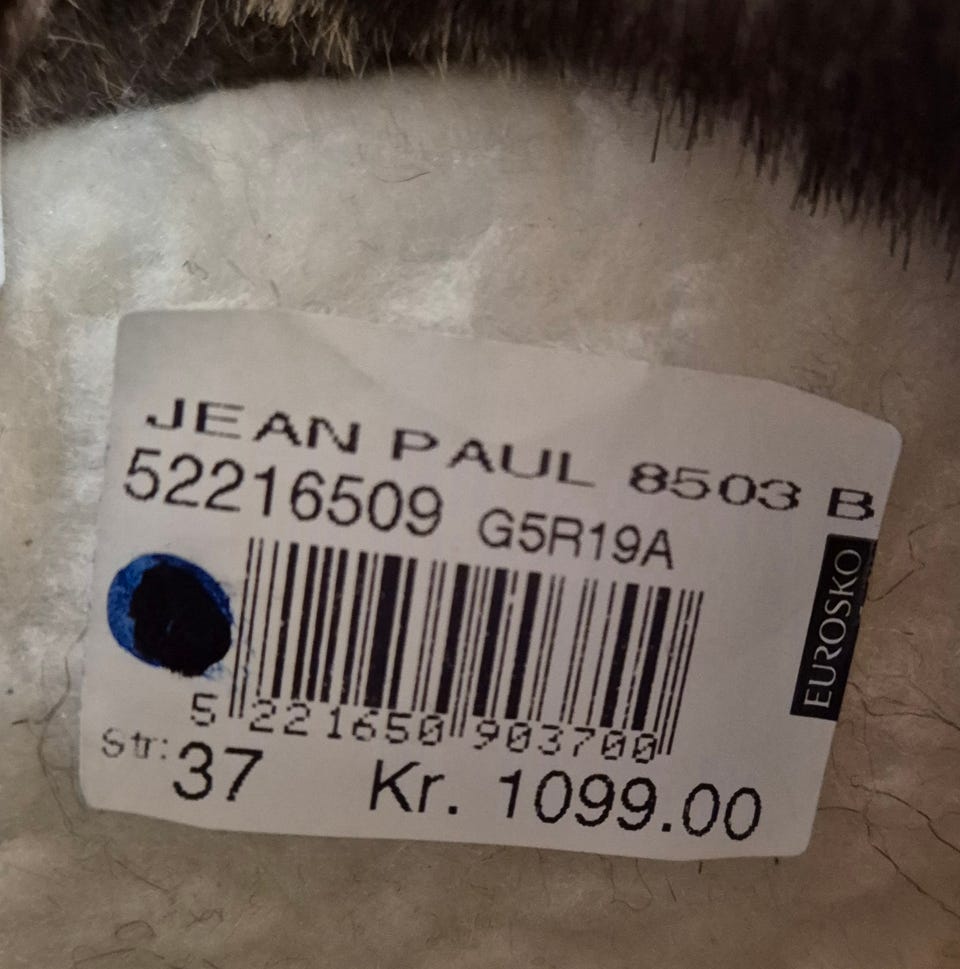 JEAN PAUL 8503 B
52216509 G5R19A
EUROSKO
5 221650 903700
str: 37 Kr. 1099.00